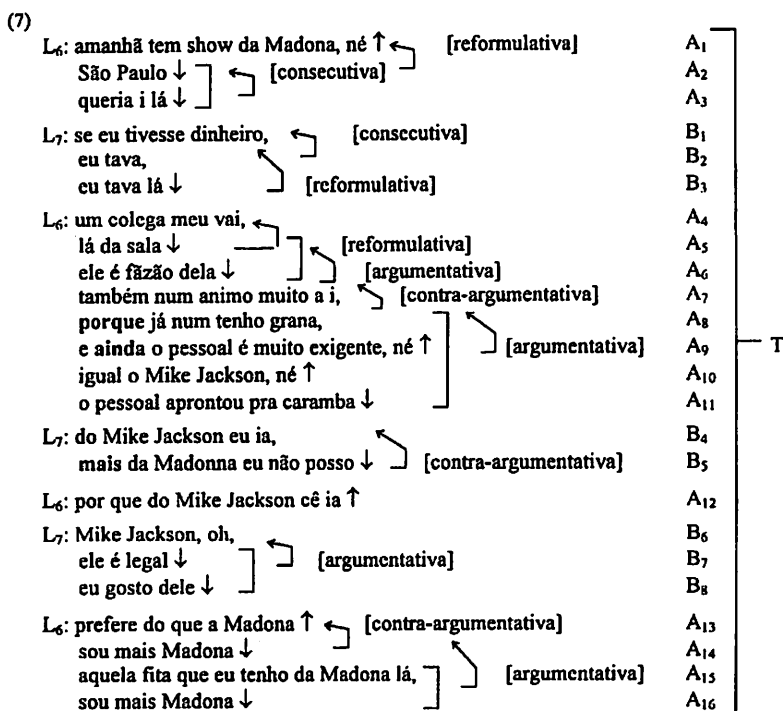 (7)
L₆: amanhã tem show da Madona, né ↑ [reformulativa] A₁
São Paulo ↓ [consecutiva] A₂
queria i lá ↓ A₃
L₇: se eu tivesse dinheiro, [consecutiva] B₁
eu tava, B₂
eu tava lá ↓ [reformulativa] B₃
L₆: um colega meu vai, A₄
lá da sala ↓ [reformulativa] A₅
ele é fãzão dela ↓ [argumentativa] A₆
também num animo muito a i, [contra-argumentativa] A₇
porque já num tenho grana, A₈
e ainda o pessoal é muito exigente, né ↑ [argumentativa] A₉
igual o Mike Jackson, né ↑ A₁₀
o pessoal aprontou pra caramba ↓ A₁₁
T
L₇: do Mike Jackson eu ia, B₄
mais da Madonna eu não posso ↓ [contra-argumentativa] B₅
L₆: por que do Mike Jackson cê ia ↑ A₁₂
L₇: Mike Jackson, oh, B₆
ele é legal ↓ [argumentativa] B₇
eu gosto dele ↓ B₈
L₆: prefere do que a Madona ↑ [contra-argumentativa] A₁₃
sou mais Madona ↓ A₁₄
aquela fita que eu tenho da Madona lá, [argumentativa] A₁₅
sou mais Madona ↓ A₁₆